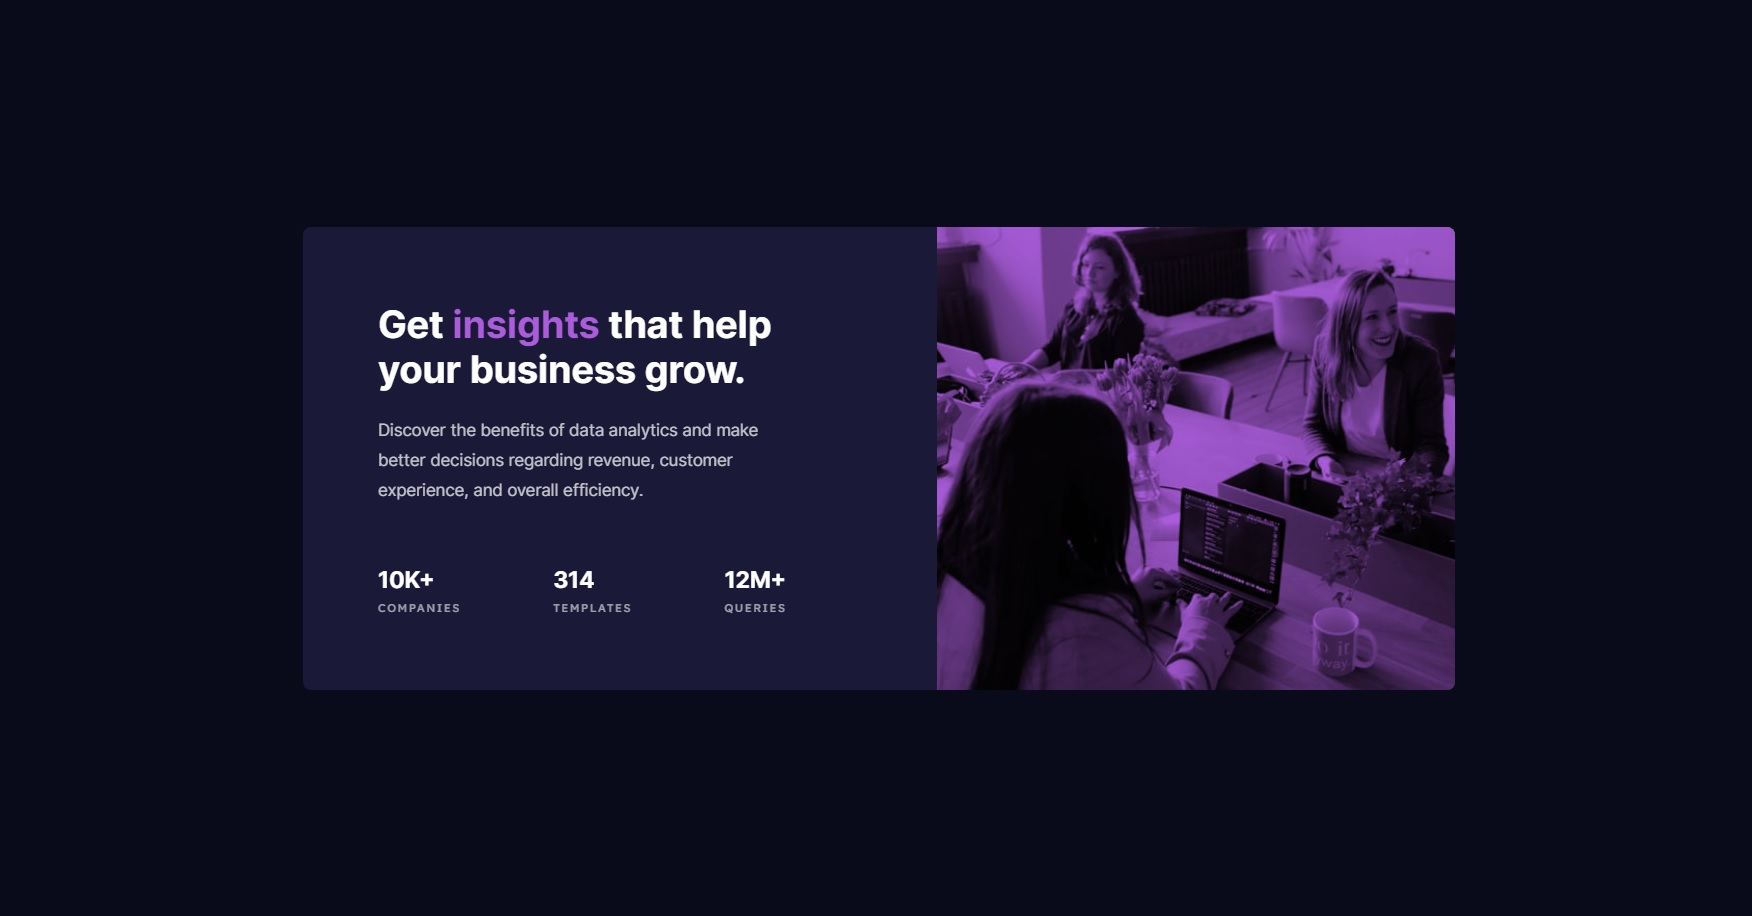 Get insights that help
your business grow.
Discover the benefits of data analytics and make
better decisions regarding revenue, customer
experience, and overall efficiency.
10K+
314
12M+
COMPANIES
TEMPLATES
QUERIES